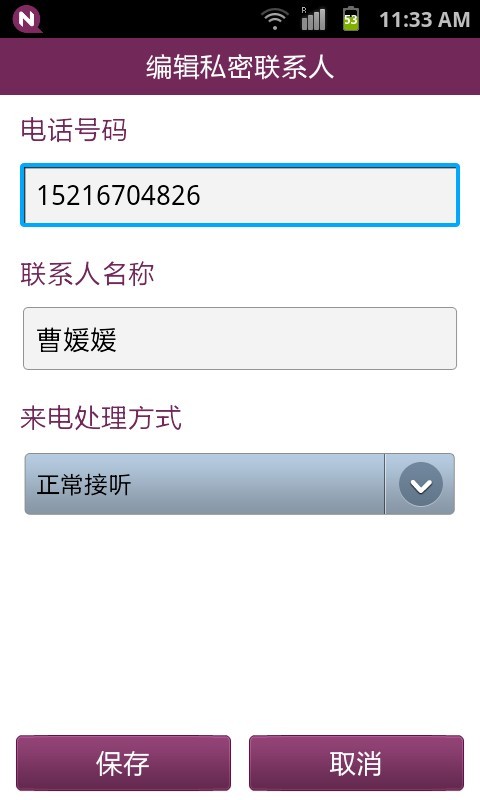 N
R
53
11:33 AM
编辑私密联系人
电话号码
15216704826
联系人名称
曹媛媛
来电处理方式
正常接听
保存
取消